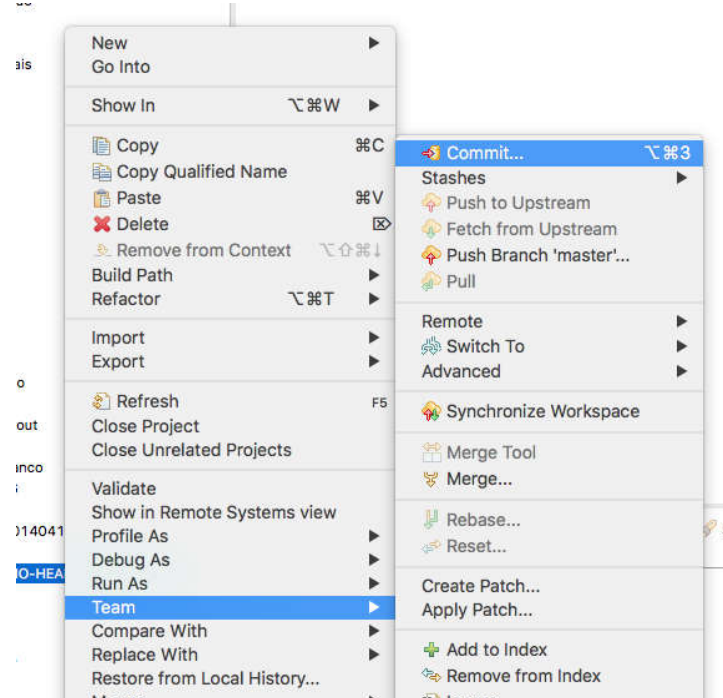 ais
o
out
anco
014041
IO-HEA
New
Go Into
Show In ⌥⌘W
Copy ⌘C
Copy Qualified Name
Paste ⌘V
Delete ⌦
Remove from Context ⌥⇧⌘↓
Build Path
Refactor ⌥⌘T
Import
Export
Refresh F5
Close Project
Close Unrelated Projects
Validate
Show in Remote Systems view
Profile As
Debug As
Run As
Team
Compare With
Replace With
Restore from Local History...
Commit... ⌥⌘3
Stashes
Push to Upstream
Fetch from Upstream
Push Branch 'master'...
Pull
Remote
Switch To
Advanced
Synchronize Workspace
Merge Tool
Merge...
Rebase...
Reset...
Create Patch...
Apply Patch...
Add to Index
Remove from Index